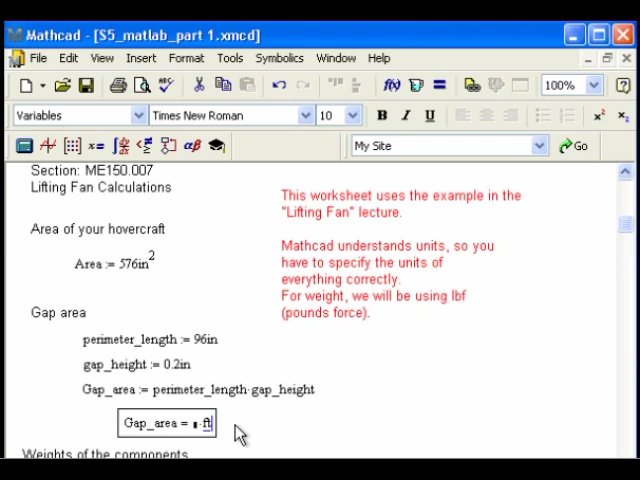 Mathcad - [S5_matlab_part 1.xmcd]
File Edit View Insert Format Tools Symbolics Window Help
f(x) = 100%
Variables Times New Roman 10 B I U x² x₂
x= αβ My Site Go
Section: ME150.007
Lifting Fan Calculations
This worksheet uses the example in the
"Lifting Fan" lecture.
Area of your hovercraft
Mathcad understands units, so you
have to specify the units of
everything correctly.
For weight, we will be using lbf
(pounds force).
Area := 576in²
Gap area
perimeter_length := 96in
gap_height := 0.2in
Gap_area := perimeter_length·gap_height
Gap_area = ▮·ft
Weights of the components